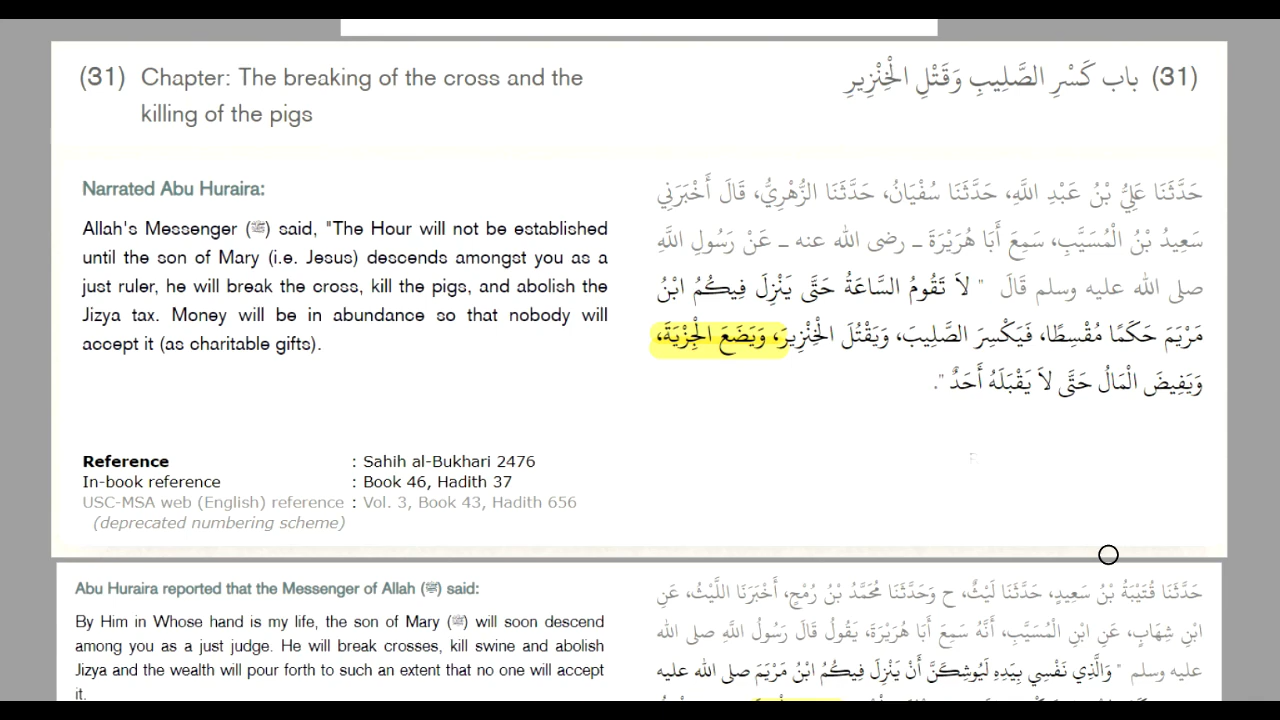 (31) Chapter: The breaking of the cross and the
killing of the pigs
(31) باب كَسْرِ الصَّلِيبِ وَقَتْلِ الْخِنْزِيرِ
Narrated Abu Huraira:
Allah's Messenger (ﷺ) said, "The Hour will not be established
until the son of Mary (i.e. Jesus) descends amongst you as a
just ruler, he will break the cross, kill the pigs, and abolish the
Jizya tax. Money will be in abundance so that nobody will
accept it (as charitable gifts).
حَدَّثَنَا عَلِيُّ بْنُ عَبْدِ اللَّهِ، حَدَّثَنَا سُفْيَانُ، حَدَّثَنَا الزُّهْرِيُّ، قَالَ أَخْبَرَنِي
سَعِيدُ بْنُ الْمُسَيَّبِ، سَمِعَ أَبَا هُرَيْرَةَ ـ رضى الله عنه ـ عَنْ رَسُولِ اللَّهِ
صلى الله عليه وسلم قَالَ ‏"‏ لاَ تَقُومُ السَّاعَةُ حَتَّى يَنْزِلَ فِيكُمُ ابْنُ
مَرْيَمَ حَكَمًا مُقْسِطًا، فَيَكْسِرَ الصَّلِيبَ، وَيَقْتُلَ الْخِنْزِيرَ، وَيَضَعَ الْجِزْيَةَ،
وَيَفِيضَ الْمَالُ حَتَّى لاَ يَقْبَلَهُ أَحَدٌ ‏"‏‏.‏
Reference : Sahih al-Bukhari 2476
In-book reference : Book 46, Hadith 37
USC-MSA web (English) reference : Vol. 3, Book 43, Hadith 656
(deprecated numbering scheme)
Abu Huraira reported that the Messenger of Allah (ﷺ) said:
By Him in Whose hand is my life, the son of Mary (ﷺ) will soon descend
among you as a just judge. He will break crosses, kill swine and abolish
Jizya and the wealth will pour forth to such an extent that no one will accept
it.
حَدَّثَنَا قُتَيْبَةُ بْنُ سَعِيدٍ، حَدَّثَنَا لَيْثٌ، ح وَحَدَّثَنَا مُحَمَّدُ بْنُ رُمْحٍ، أَخْبَرَنَا اللَّيْثُ، عَنِ
ابْنِ شِهَابٍ، عَنِ ابْنِ الْمُسَيَّبِ، أَنَّهُ سَمِعَ أَبَا هُرَيْرَةَ، يَقُولُ قَالَ رَسُولُ اللَّهِ صلى الله
عليه وسلم ‏"‏ وَالَّذِي نَفْسِي بِيَدِهِ لَيُوشِكَنَّ أَنْ يَنْزِلَ فِيكُمُ ابْنُ مَرْيَمَ صلى الله عليه